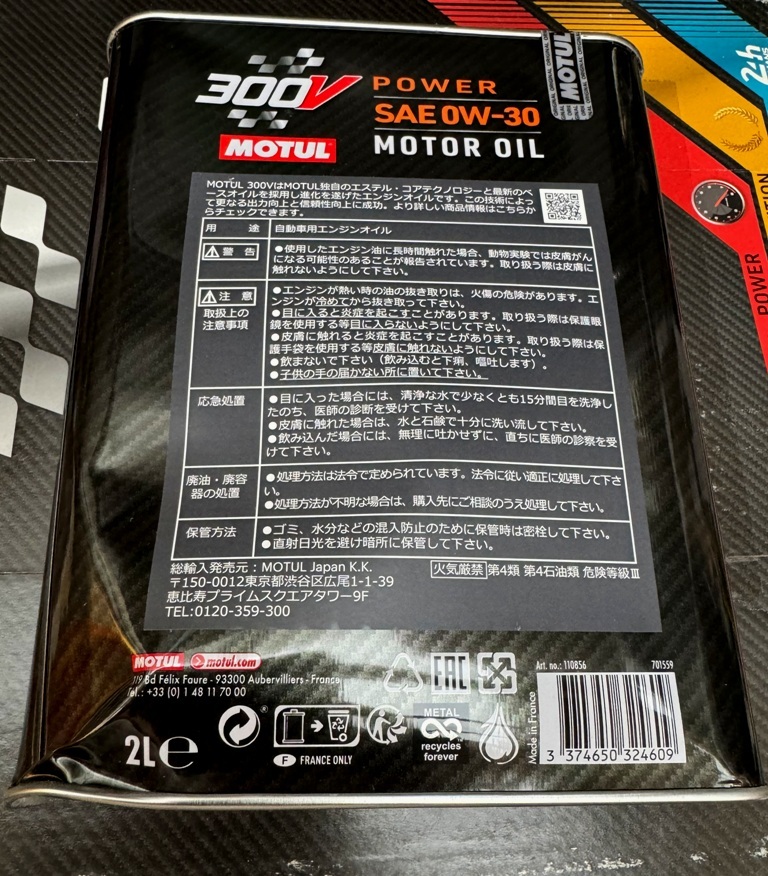 300V
MOTUL
POWER
SAE 0W-30
MOTOR OIL
MOTUL
ORIGINAL
24h
POWER
MOTUL 300VはMOTUL独自のエステル・コアテクノロジーと最新のベ
ースオイルを採用し進化を遂げたエンジンオイルです。この技術によっ
て更なる出力向上と信頼性向上に成功。より詳しい商品情報はこちらか
らチェックできます。
用 途 自動車用エンジンオイル
警 告
●使用したエンジン油に長時間触れた場合、動物実験では皮膚がん
になる可能性のあることが報告されています。取り扱う際は皮膚に
触れないようにして下さい。
注 意
取扱上の
注意事項
●エンジンが熱い時の油の抜き取りは、火傷の危険があります。エ
ンジンが冷めてから抜き取って下さい。
●目に入ると炎症を起こすことがあります。取り扱う際は保護眼
鏡を使用する等目に入らないようにして下さい。
●皮膚に触れると炎症を起こすことがあります。取り扱う際は保
護手袋を使用する等皮膚に触れないようにして下さい。
●飲まないで下さい（飲み込むと下痢、嘔吐します）。
●子供の手の届かない所に置いて下さい。
応急処置
●目に入った場合には、清浄な水で少なくとも15分間目を洗浄し
たのち、医師の診断を受けて下さい。
●皮膚に触れた場合は、水と石鹸で十分に洗い流して下さい。
●飲み込んだ場合には、無理に吐かせずに、直ちに医師の診察を受
けて下さい。
廃油・廃容
器の処置
●処理方法は法令で定められています。法令に従い適正に処理して下さ
い。
●処理方法が不明な場合は、購入先にご相談のうえ処理して下さい。
保管方法
●ゴミ、水分などの混入防止のために保管時は密栓して下さい。
●直射日光を避け暗所に保管して下さい。
総輸入発売元：MOTUL Japan K.K.
〒150-0012東京都渋谷区広尾1-1-39
恵比寿プライムスクエアタワー9F
TEL:0120-359-300
火気厳禁 第4類 第4石油類 危険等級Ⅲ
MOTUL motul.com
119 Bd Félix Faure - 93300 Aubervilliers - France
Tel.: +33 (0) 1 48 11 70 00
2L e
EAC
F FRANCE ONLY
METAL
recycles
forever
Art. no.: 110856 701559
Made in France
3 374650 324609